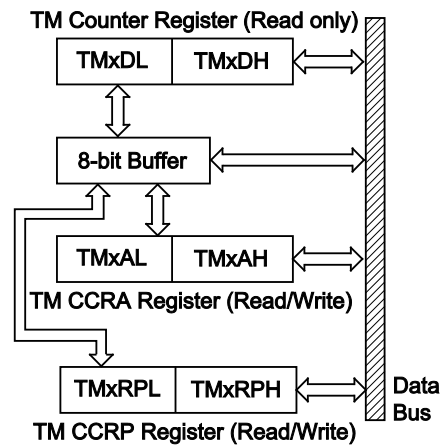 TM Counter Register (Read only)
TMxDL TMxDH
8-bit Buffer
TMxAL TMxAH
TM CCRA Register (Read/Write)
TMxRPL TMxRPH
TM CCRP Register (Read/Write)
Data
Bus